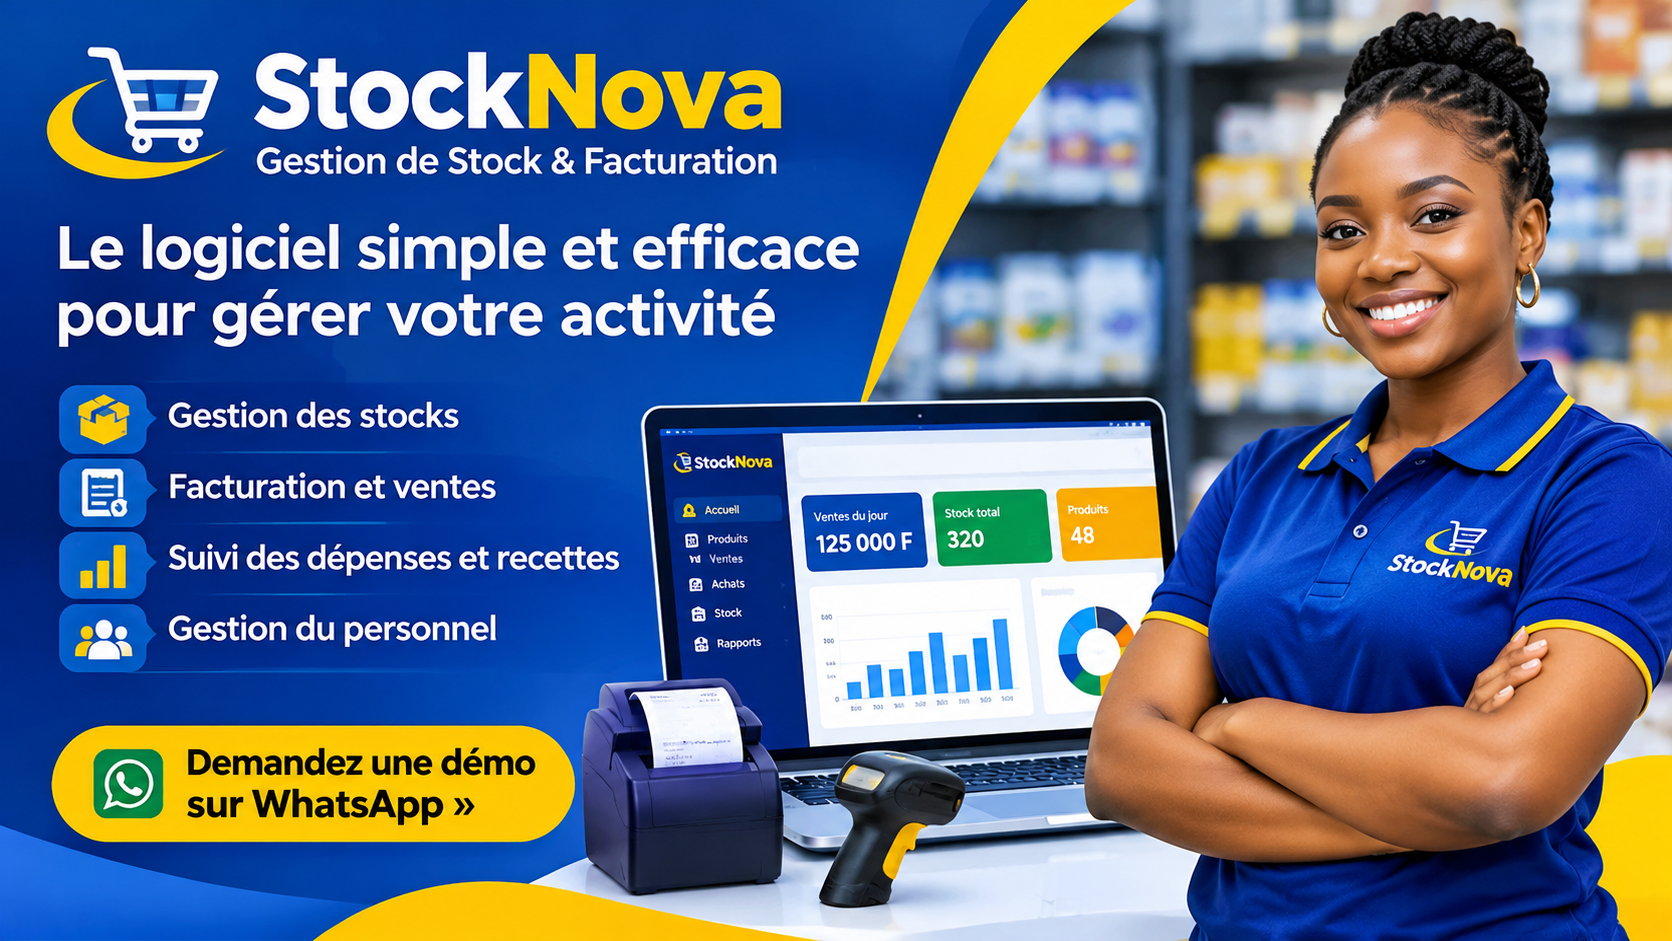 StockNova
Gestion de Stock & Facturation
Le logiciel simple et efficace
pour gérer votre activité
Gestion des stocks
Facturation et ventes
Suivi des dépenses et recettes
Gestion du personnel
Demandez une démo
sur WhatsApp »
StockNova
Accueil
Produits
Ventes
Achats
Stock
Rapports
Ventes du jour
125 000 F
Stock total
320
Produits
48
StockNova